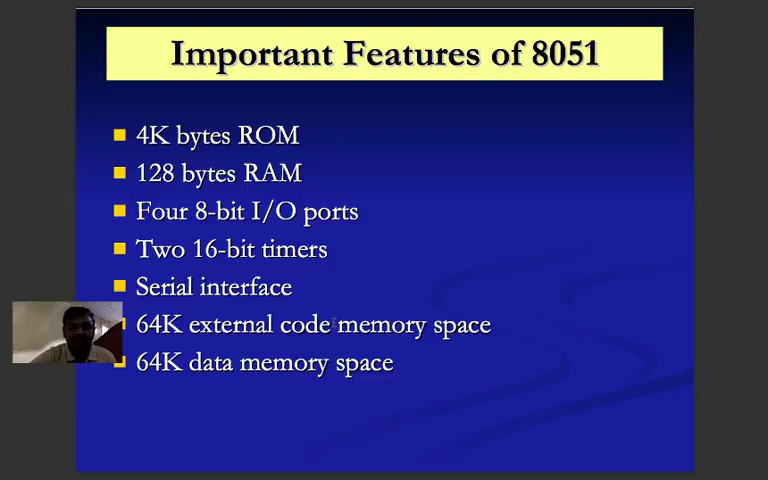 Important Features of 8051
4K bytes ROM
128 bytes RAM
Four 8-bit I/O ports
Two 16-bit timers
Serial interface
64K external code memory space
64K data memory space